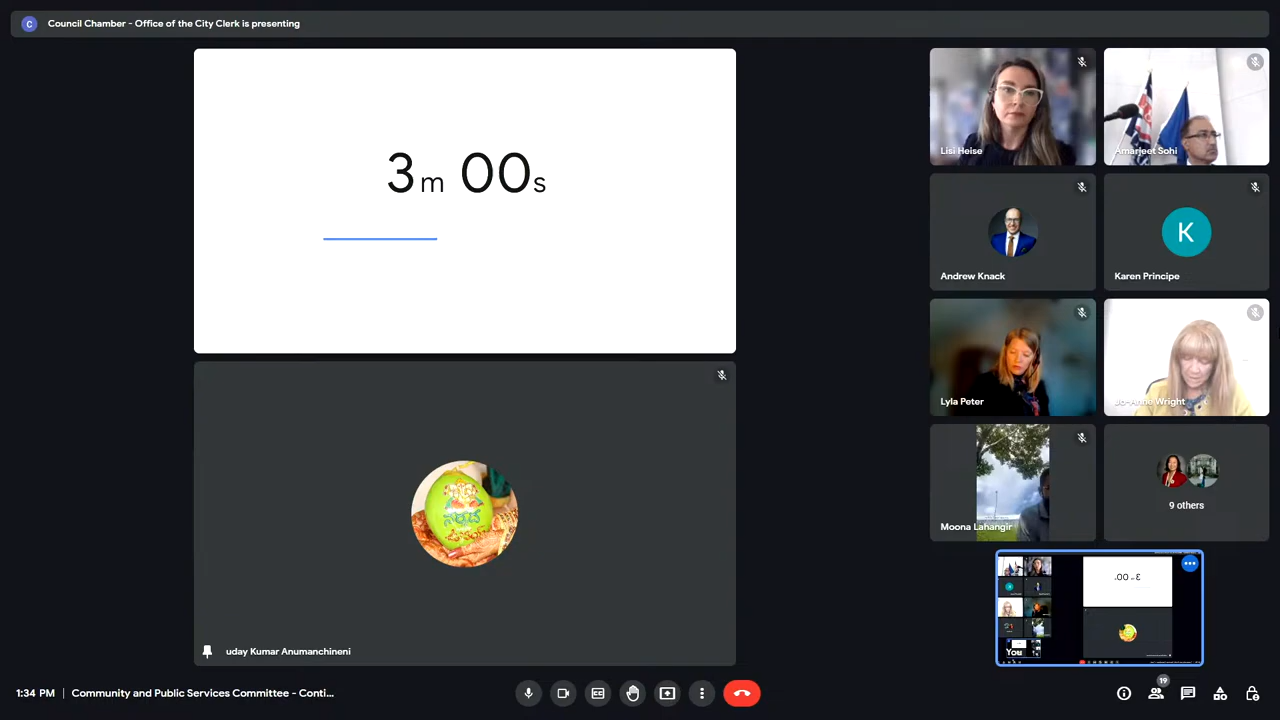 C
Council Chamber - Office of the City Clerk is presenting
3m 00s
uday Kumar Anumanchineni
Lisi Heise
Amarjeet Sohi
Andrew Knack
K
Karen Principe
Lyla Peter
Jo-Anne Wright
Moona Lahangir
9 others
You
1:34 PM
Community and Public Services Committee - Conti...
19